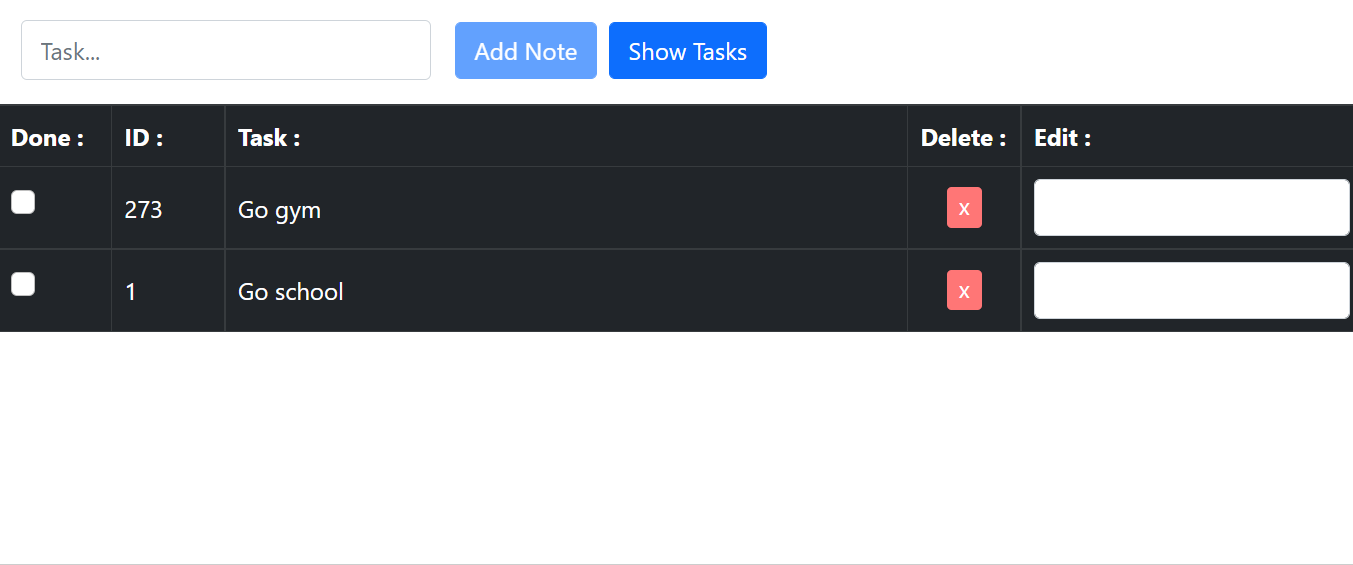 Task... Add Note Show Tasks
Done : ID : Task : Delete : Edit :
273 Go gym x
1 Go school x